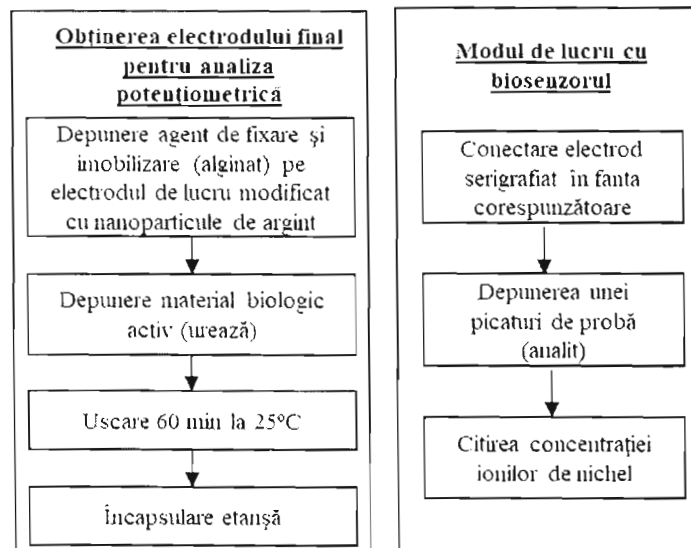 Obținerea electrodului final
pentru analiza
potențiometrică
Depunere agent de fixare și
imobilizare (alginat) pe
electrodul de lucru modificat
cu nanoparticule de argint
Depunere material biologic
activ (urează)
Uscare 60 min la 25°C
Încapsulare etanșă
Modul de lucru cu
biosenzorul
Conectare electrod
serigrafiat în fanta
corespunzătoare
Depunerea unei
picaturi de probă
(analit)
Citirea concentrației
ionilor de nichel